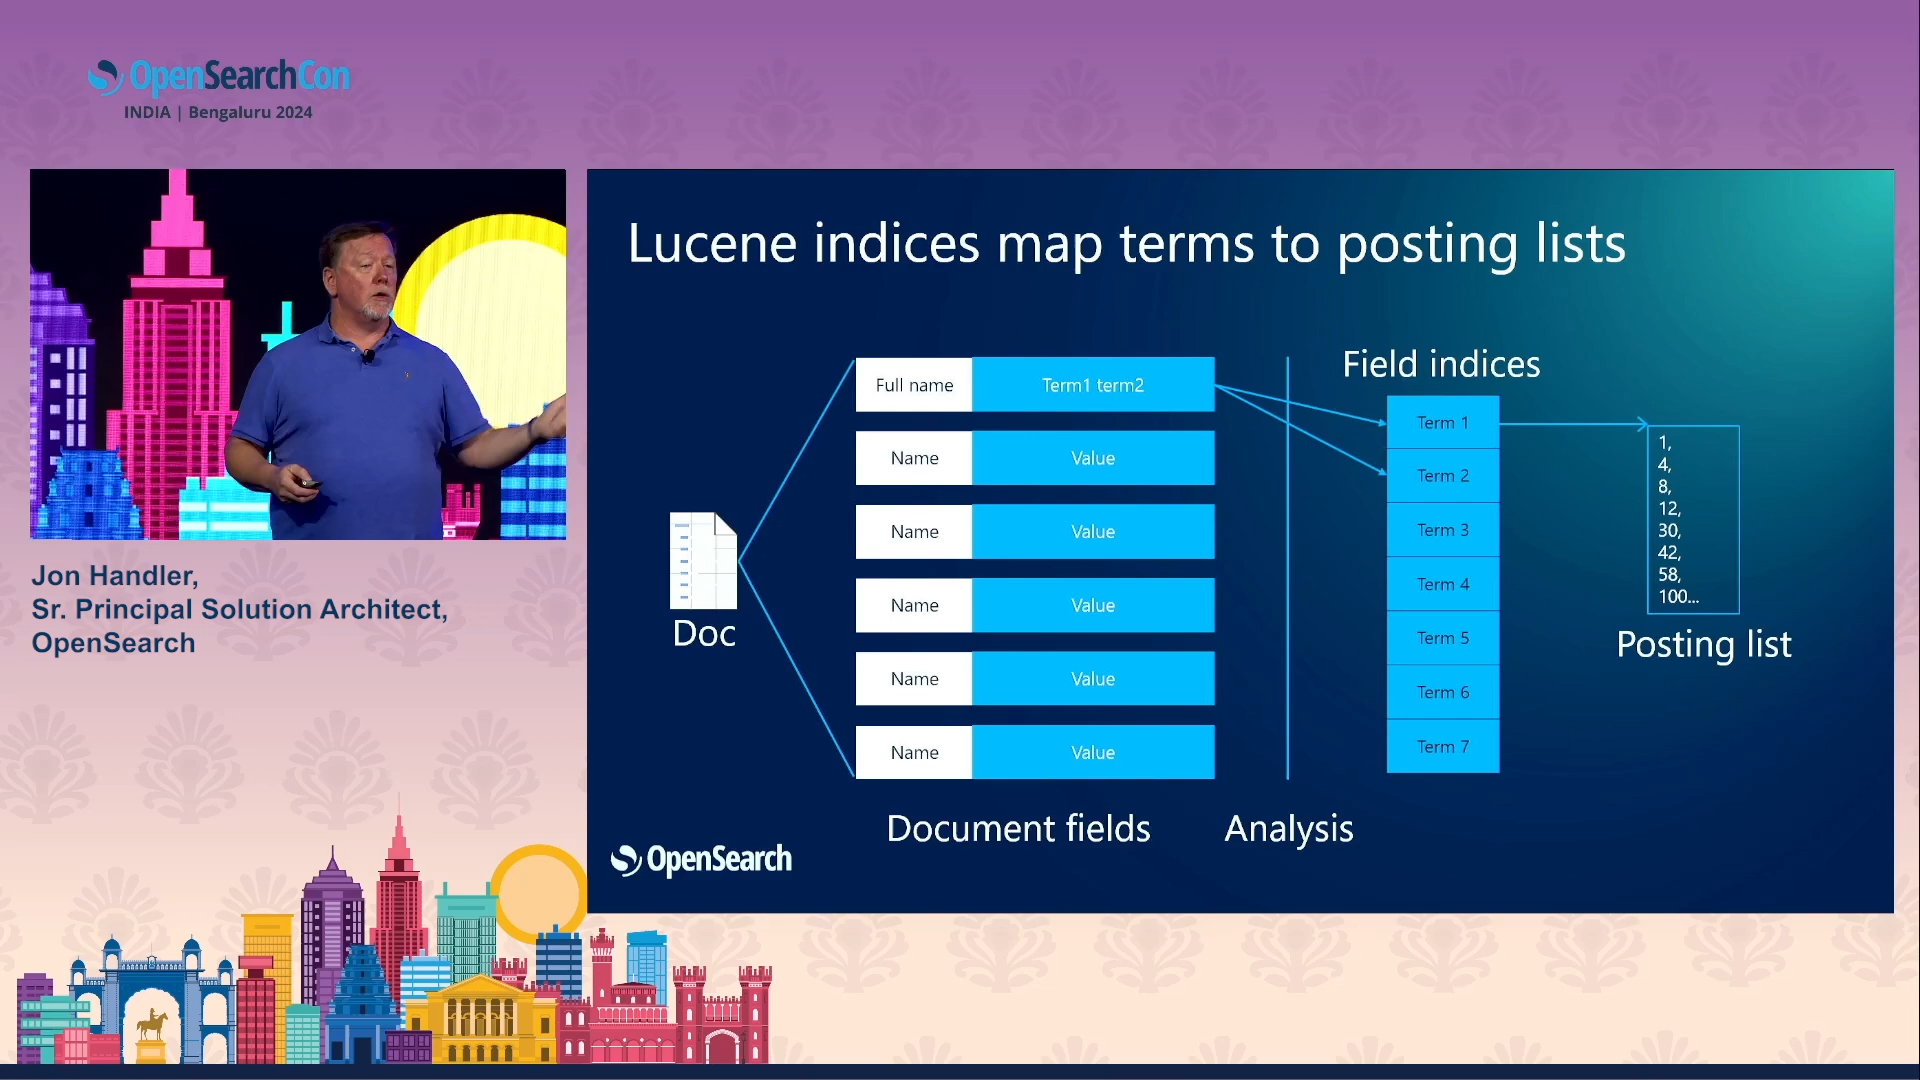 OpenSearchCon
INDIA | Bengaluru 2024
Jon Handler,
Sr. Principal Solution Architect,
OpenSearch
Lucene indices map terms to posting lists
Doc
Full name
Term1 term2
Name
Value
Name
Value
Name
Value
Name
Value
Name
Value
Document fields
Analysis
Field indices
Term 1
Term 2
Term 3
Term 4
Term 5
Term 6
Term 7
1,
4,
8,
12,
30,
42,
58,
100...
Posting list
OpenSearch